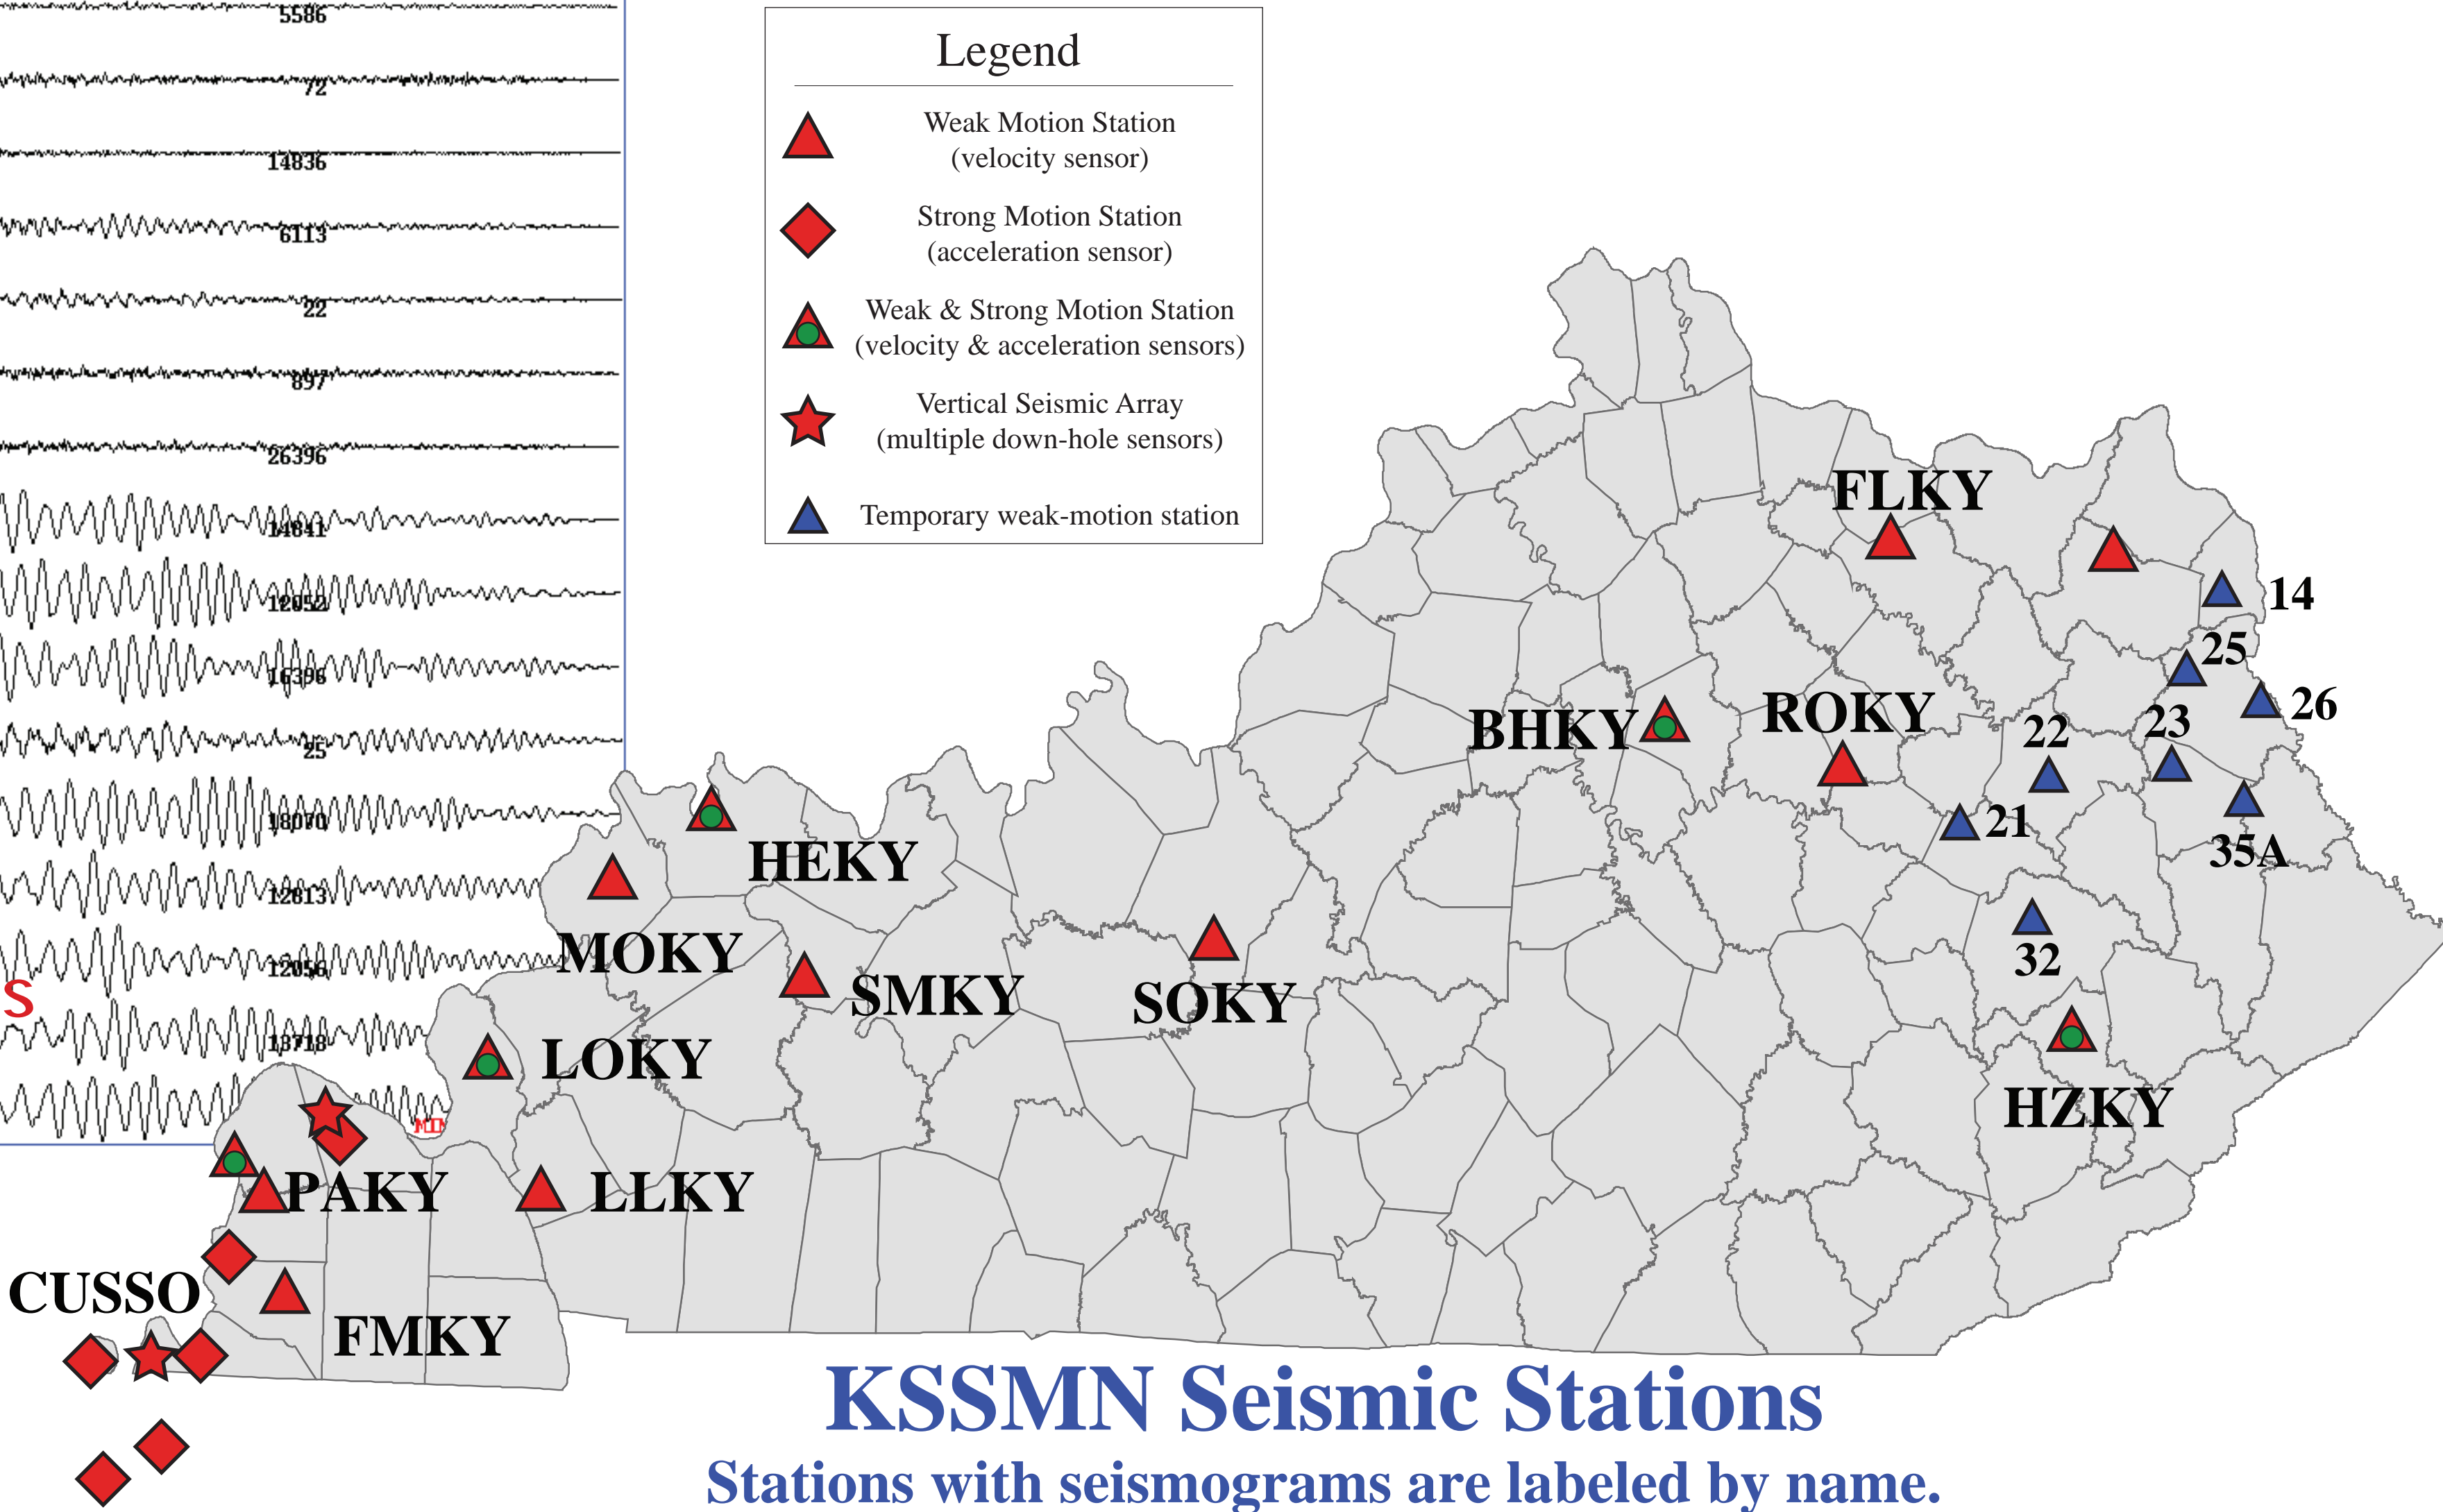 5586
72
14836
6113
22
897
26396
14841
12052
16396
25
18070
12813
12056
S
13718
MIN
Legend
Weak Motion Station
(velocity sensor)
Strong Motion Station
(acceleration sensor)
Weak & Strong Motion Station
(velocity & acceleration sensors)
Vertical Seismic Array
(multiple down-hole sensors)
Temporary weak-motion station
FLKY
14
25
26
BHKY
ROKY
22
23
21
35A
HEKY
32
MOKY
SMKY
SOKY
LOKY
HZKY
PAKY
LLKY
CUSSO
FMKY
KSSMN Seismic Stations
Stations with seismograms are labeled by name.